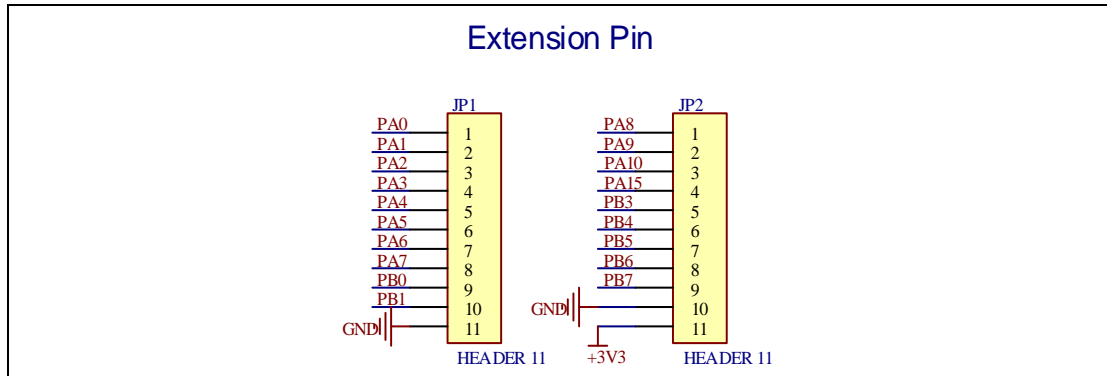 Extension Pin
JP1
PA0 1
PA1 2
PA2 3
PA3 4
PA4 5
PA5 6
PA6 7
PA7 8
PB0 9
PB1 10
GND 11
HEADER 11
JP2
PA8 1
PA9 2
PA10 3
PA15 4
PB3 5
PB4 6
PB5 7
PB6 8
PB7 9
GND 10
+3V3 11
HEADER 11